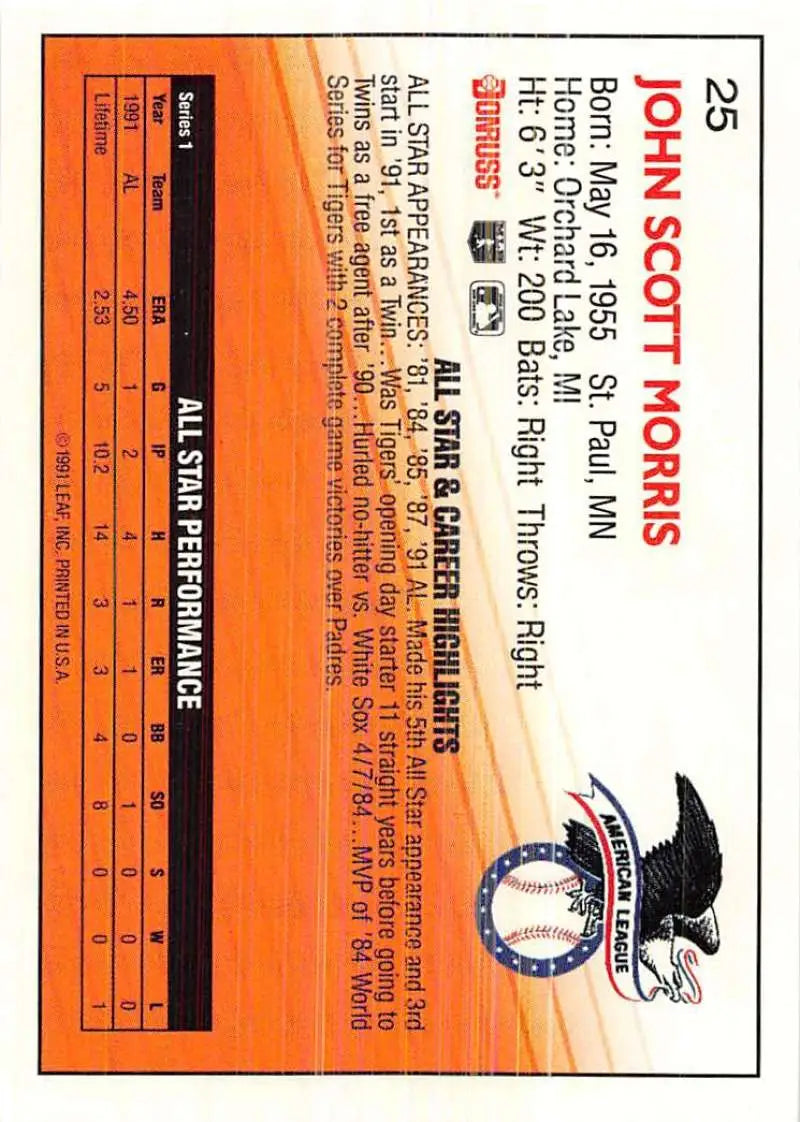 25
JOHN SCOTT MORRIS
Born: May 16, 1955 St. Paul, MN
Home: Orchard Lake, MI
Ht: 6'3" Wt: 200 Bats: Right Throws: Right
DONRUSS
AMERICAN LEAGUE
ALL STAR & CAREER HIGHLIGHTS
ALL STAR APPEARANCES: '81, '84, '85, '87, '91 AL. Made his 5th All Star appearance and 3rd
start in '91, 1st as a Twin...Was Tigers' opening day starter 11 straight years before going to
Twins as a free agent after '90...Hurled no-hitter vs. White Sox 4/7/84...MVP of '84 World
Series for Tigers with 2 complete game victories over Padres.
Series 1 ALL STAR PERFORMANCE
Year Team ERA G IP H R ER BB SO S W L
1991 AL 4.50 1 2 4 1 1 0 1 0 0 0
Lifetime 2.53 5 10.2 14 3 3 4 8 0 0 1
© 1991 LEAF, INC. PRINTED IN U.S.A.